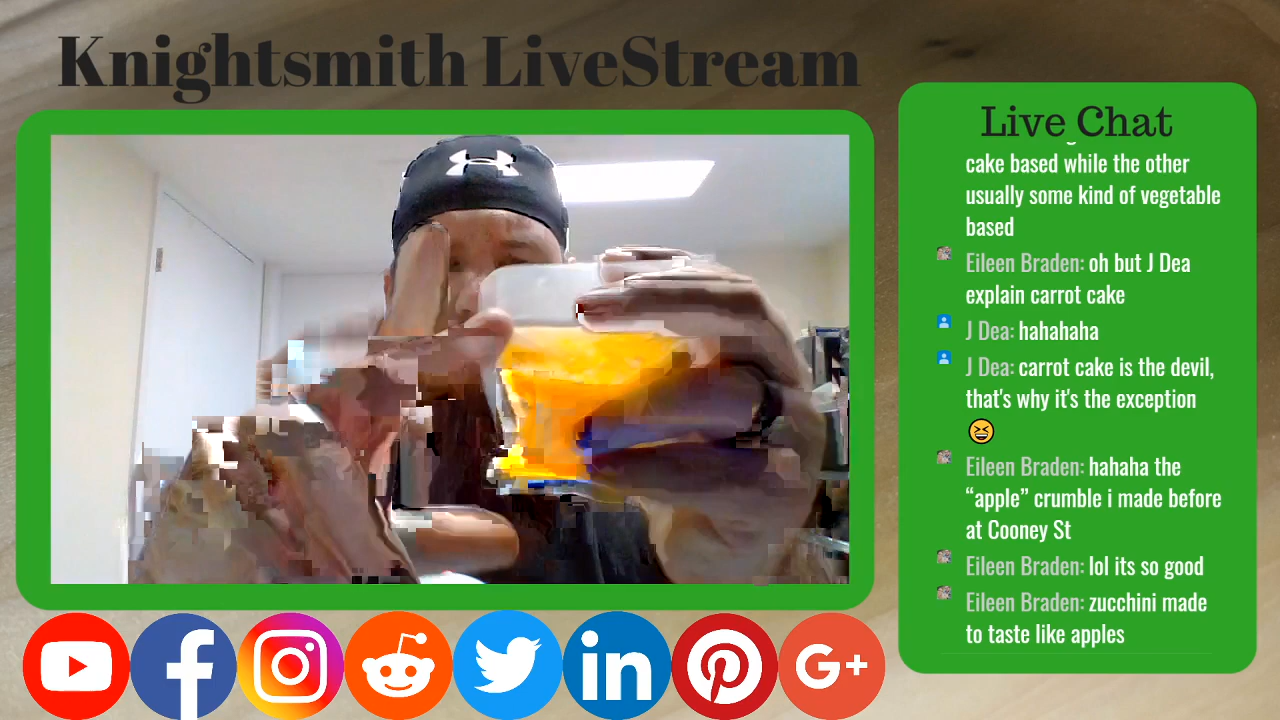 Knightsmith LiveStream
Live Chat
cake based while the other
usually some kind of vegetable
based
Eileen Braden: oh but J Dea
explain carrot cake
J Dea: hahahaha
J Dea: carrot cake is the devil,
that's why it's the exception
Eileen Braden: hahaha the
“apple” crumble i made before
at Cooney St
Eileen Braden: lol its so good
Eileen Braden: zucchini made
to taste like apples
in
G+